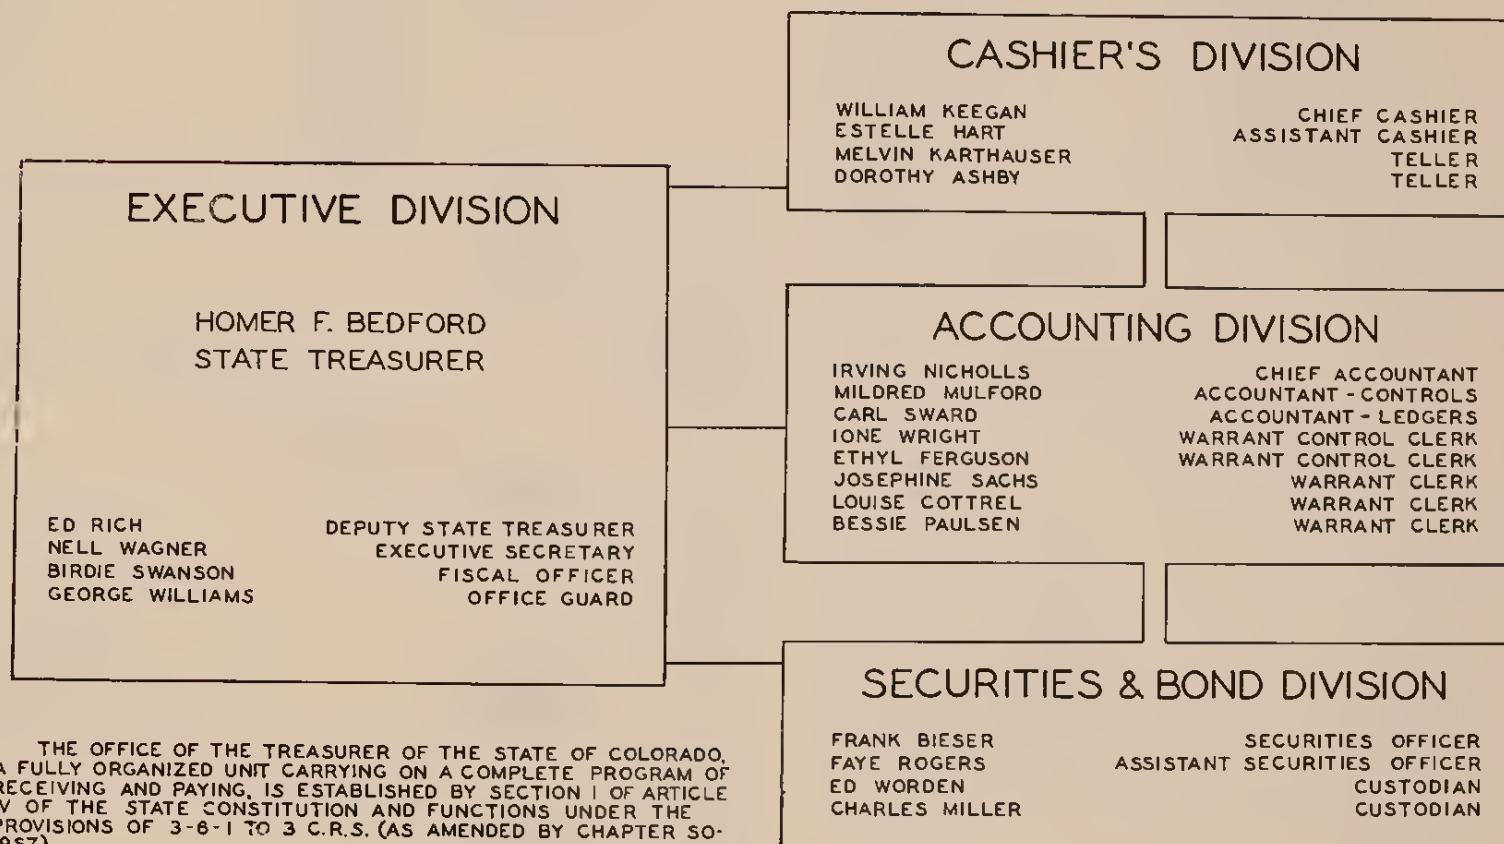 CASHIER'S DIVISION
WILLIAM KEEGAN CHIEF CASHIER
ESTELLE HART ASSISTANT CASHIER
MELVIN KARTHAUSER TELLER
DOROTHY ASHBY TELLER
EXECUTIVE DIVISION
HOMER F. BEDFORD
STATE TREASURER
ED RICH DEPUTY STATE TREASURER
NELL WAGNER EXECUTIVE SECRETARY
BIRDIE SWANSON FISCAL OFFICER
GEORGE WILLIAMS OFFICE GUARD
ACCOUNTING DIVISION
IRVING NICHOLLS CHIEF ACCOUNTANT
MILDRED MULFORD ACCOUNTANT - CONTROLS
CARL SWARD ACCOUNTANT - LEDGERS
IONE WRIGHT WARRANT CONTROL CLERK
ETHYL FERGUSON WARRANT CONTROL CLERK
JOSEPHINE SACHS WARRANT CLERK
LOUISE COTTREL WARRANT CLERK
BESSIE PAULSEN WARRANT CLERK
SECURITIES & BOND DIVISION
FRANK BIESER SECURITIES OFFICER
FAYE ROGERS ASSISTANT SECURITIES OFFICER
ED WORDEN CUSTODIAN
CHARLES MILLER CUSTODIAN
THE OFFICE OF THE TREASURER OF THE STATE OF COLORADO,
A FULLY ORGANIZED UNIT CARRYING ON A COMPLETE PROGRAM OF
RECEIVING AND PAYING, IS ESTABLISHED BY SECTION 1 OF ARTICLE
V OF THE STATE CONSTITUTION AND FUNCTIONS UNDER THE
PROVISIONS OF 3-6-1 TO 3 C.R.S. (AS AMENDED BY CHAPTER SO-